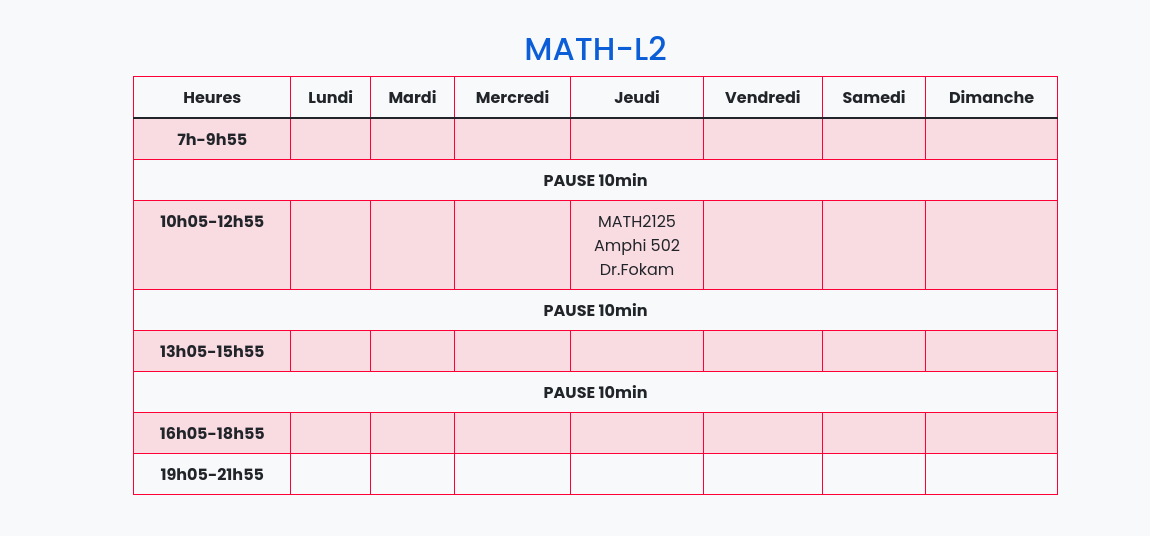 MATH-L2
Heures Lundi Mardi Mercredi Jeudi Vendredi Samedi Dimanche
7h-9h55
PAUSE 10min
10h05-12h55 MATH2125
Amphi 502
Dr.Fokam
PAUSE 10min
13h05-15h55
PAUSE 10min
16h05-18h55
19h05-21h55